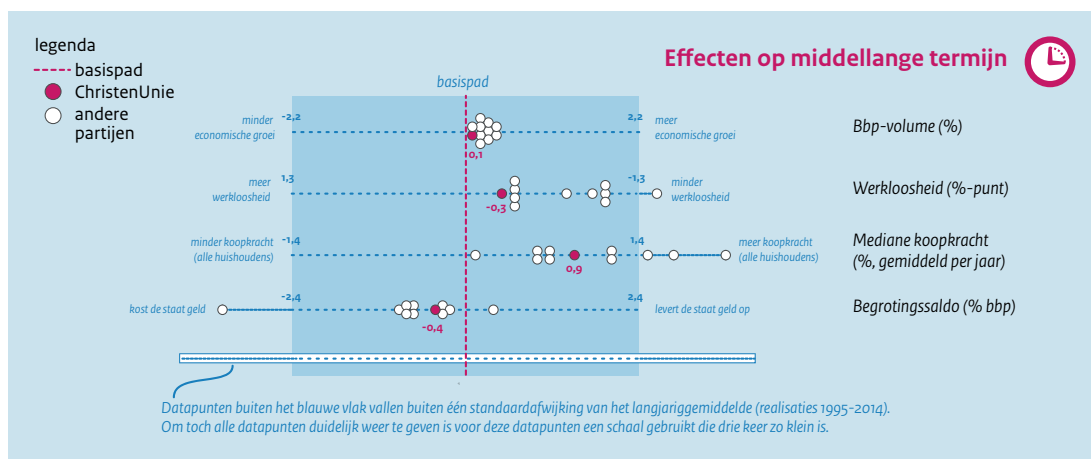 legenda
basispad
ChristenUnie
andere
partijen
Effecten op middellange termijn
basispad
minder
economische groei
-2,2
2,2
meer
economische groei
Bbp-volume (%)
0,1
meer
werkloosheid
1,3
-1,3
minder
werkloosheid
Werkloosheid (%-punt)
-0,3
minder koopkracht
(alle huishoudens)
-1,4
1,4
meer koopkracht
(alle huishoudens)
Mediane koopkracht
(%, gemiddeld per jaar)
0,9
kost de staat geld
-2,4
2,4
levert de staat geld op
Begrotingssaldo (% bbp)
-0,4
Datapunten buiten het blauwe vlak vallen buiten één standaardafwijking van het langjariggemiddelde (realisaties 1995-2014).
Om toch alle datapunten duidelijk weer te geven is voor deze datapunten een schaal gebruikt die drie keer zo klein is.